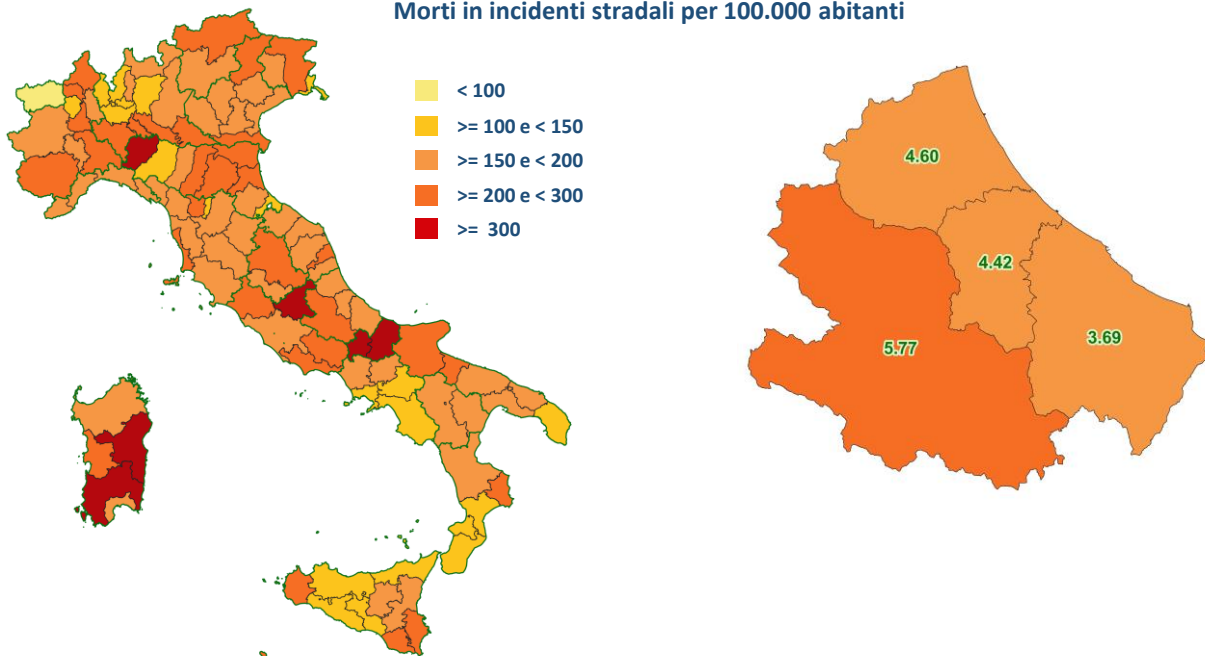 Morti in incidenti stradali per 100.000 abitanti
< 100
>= 100 e < 150
>= 150 e < 200
>= 200 e < 300
>= 300
4.60
4.42
3.69
5.77